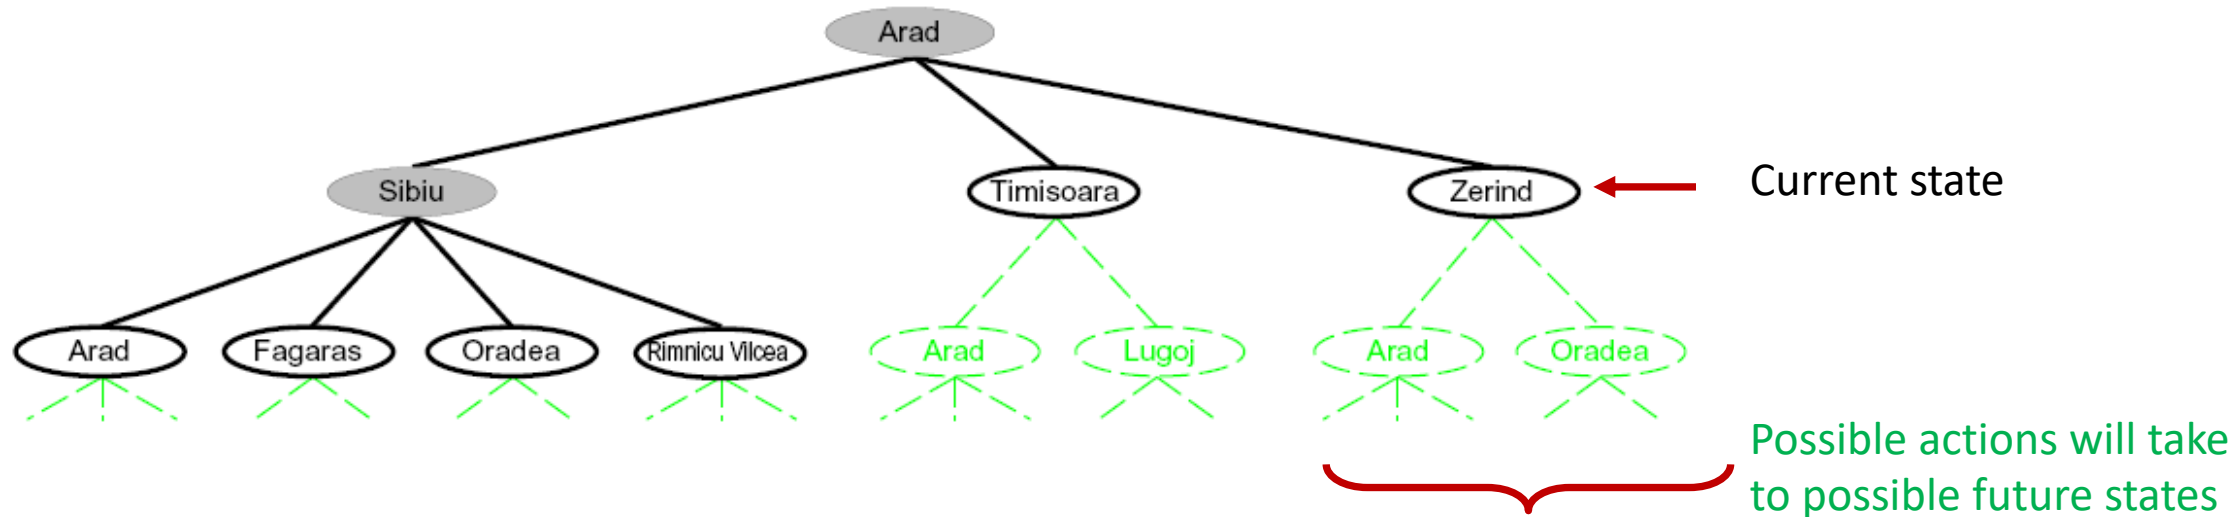 Arad
Sibiu
Timisoara
Zerind
Current state
Arad
Fagaras
Oradea
Rimnicu Vilcea
Arad
Lugoj
Arad
Oradea
Possible actions will take
to possible future states